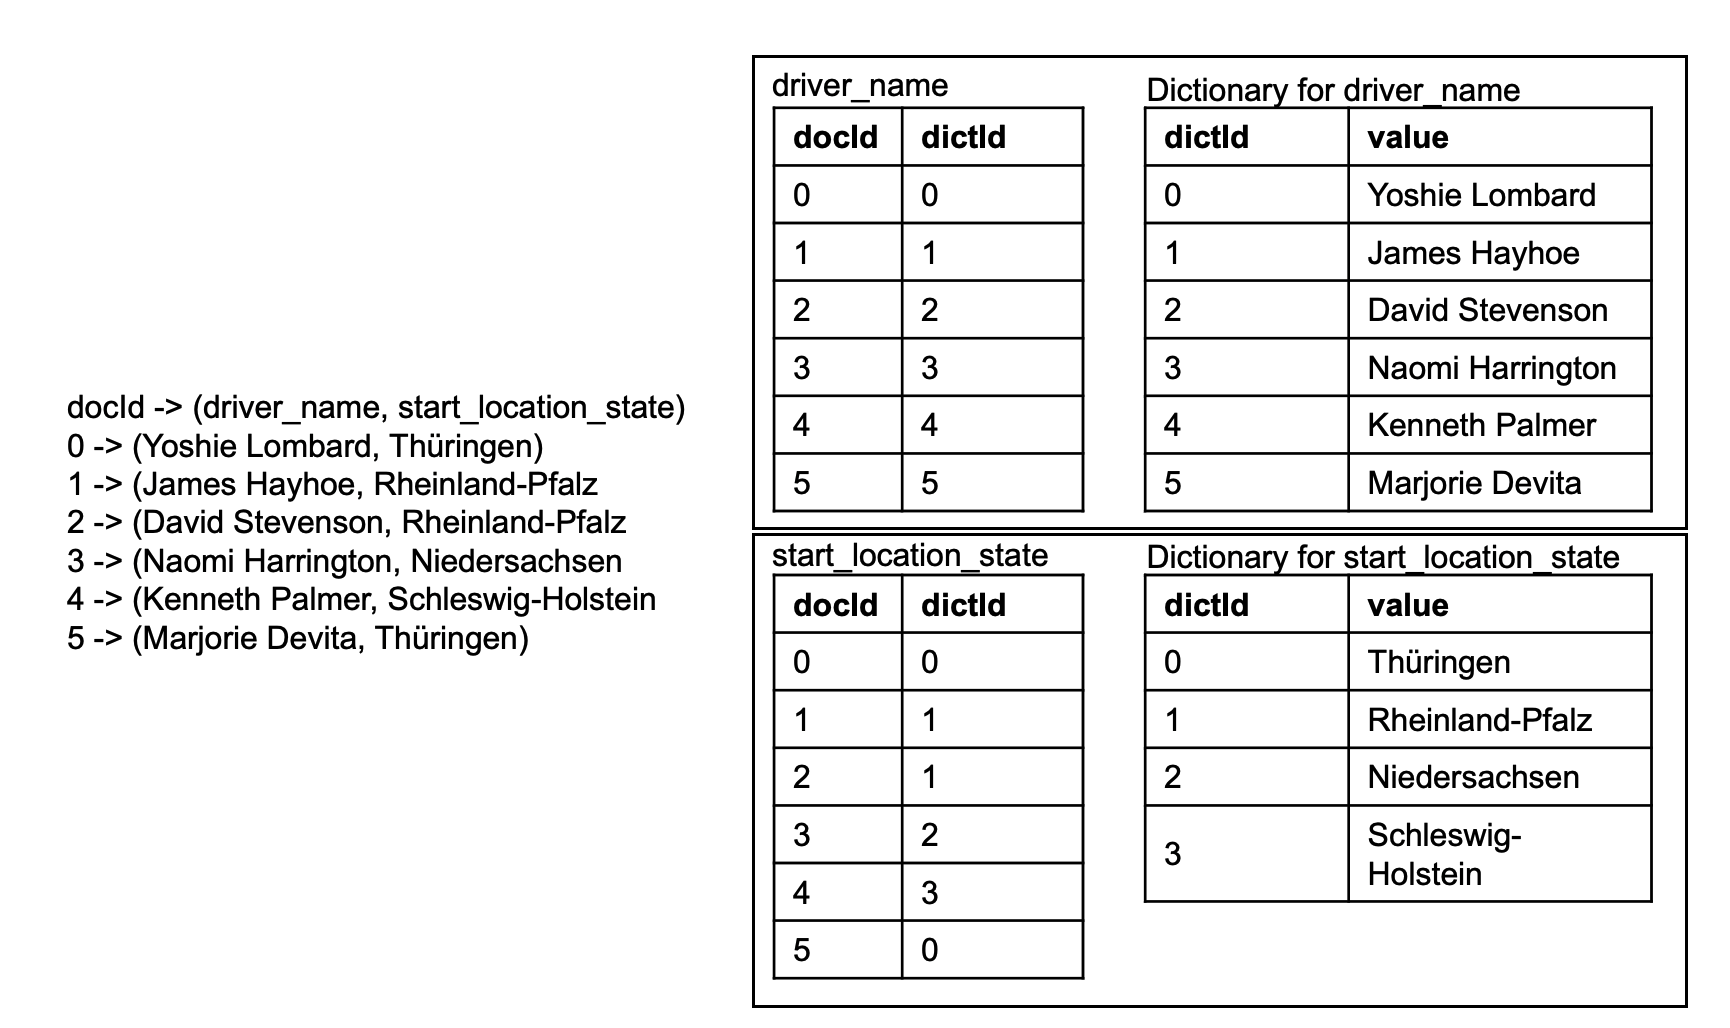 docId -> (driver_name, start_location_state)
0 -> (Yoshie Lombard, Thüringen)
1 -> (James Hayhoe, Rheinland-Pfalz
2 -> (David Stevenson, Rheinland-Pfalz
3 -> (Naomi Harrington, Niedersachsen
4 -> (Kenneth Palmer, Schleswig-Holstein
5 -> (Marjorie Devita, Thüringen)
driver_name
docId dictId
0 0
1 1
2 2
3 3
4 4
5 5
Dictionary for driver_name
dictId value
0 Yoshie Lombard
1 James Hayhoe
2 David Stevenson
3 Naomi Harrington
4 Kenneth Palmer
5 Marjorie Devita
start_location_state
docId dictId
0 0
1 1
2 1
3 2
4 3
5 0
Dictionary for start_location_state
dictId value
0 Thüringen
1 Rheinland-Pfalz
2 Niedersachsen
3 Schleswig-
Holstein